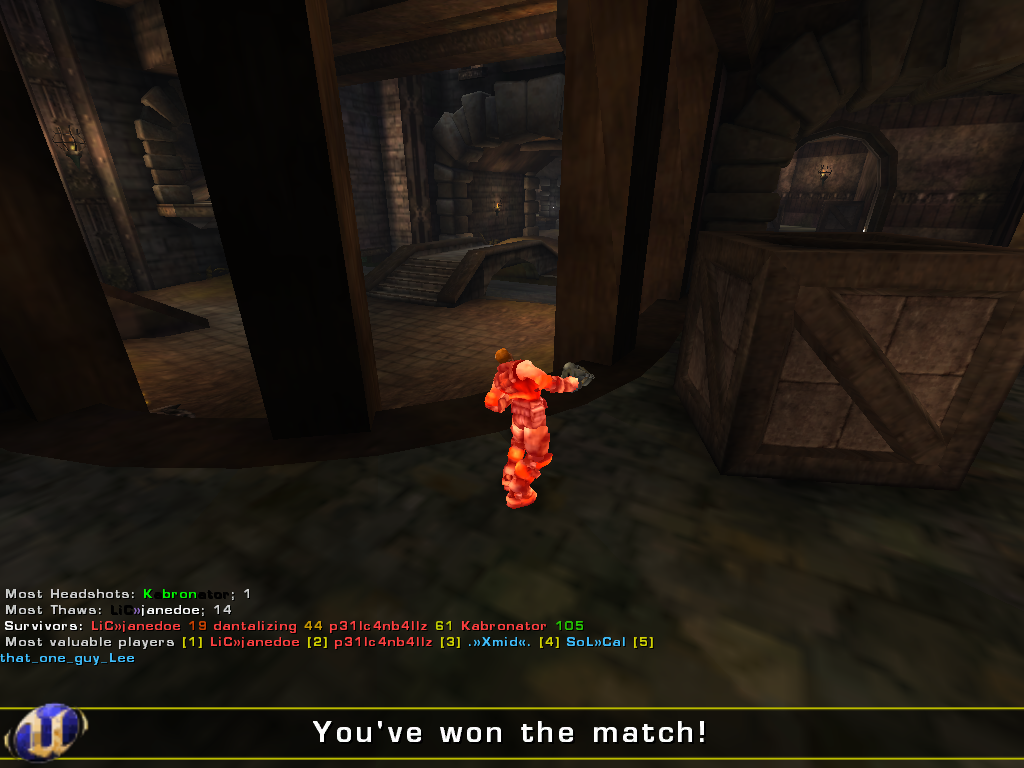 Most Headshots: Kabronator; 1
Most Thaws: LiC»janedoe; 14
Survivors: LiC»janedoe 19 dantalizing 44 p31lc4nb4llz 61 Kabronator 105
Most valuable players [1] LiC»janedoe [2] p31lc4nb4llz [3] .»Xmid«. [4] SoL»Cal [5]
that_one_guy_Lee
You've won the match!